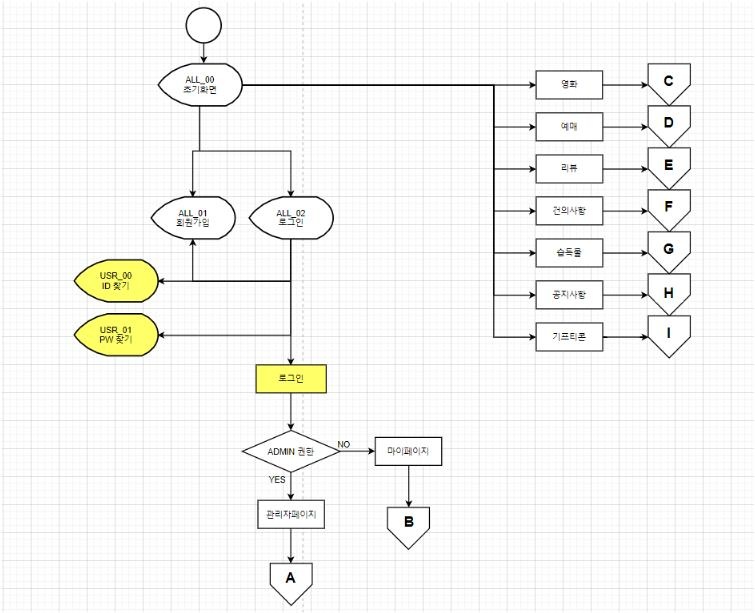 ALL_00
초기화면
영화
C
예매
D
리뷰
E
ALL_01
회원가입
ALL_02
로그인
건의사항
F
습득물
G
USR_00
ID 찾기
공지사항
H
USR_01
PW 찾기
기프티콘
I
로그인
ADMIN 권한
NO
마이페이지
YES
관리자페이지
B
A